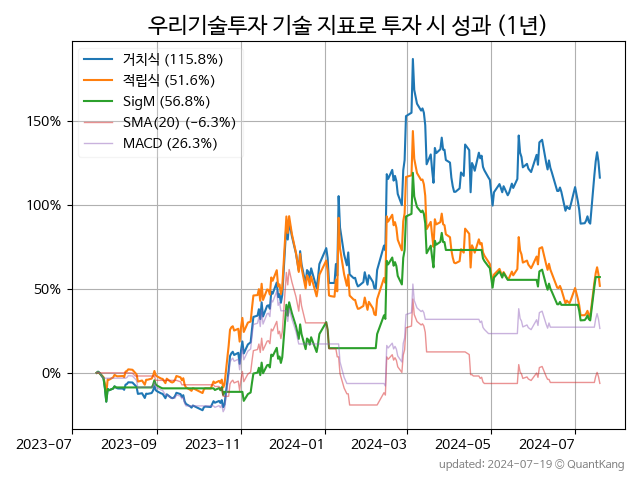 우리기술투자 기술 지표로 투자 시 성과 (1년)
거치식 (115.8%)
적립식 (51.6%)
SigM (56.8%)
SMA(20) (-6.3%)
MACD (26.3%)
150%
100%
50%
0%
2023-07 2023-09 2023-11 2024-01 2024-03 2024-05 2024-07
updated: 2024-07-19 © QuantKang